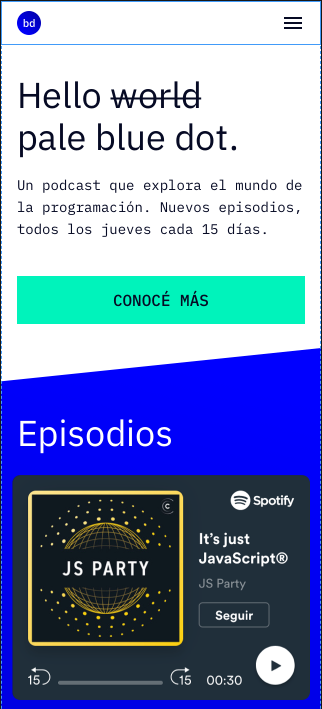 bd
Hello world
pale blue dot.
Un podcast que explora el mundo de
la programación. Nuevos episodios,
todos los jueves cada 15 días.
CONOCÉ MÁS
Episodios
Spotify
JS PARTY
It's just
JavaScript®
JS Party
Seguir
15
15
00:30